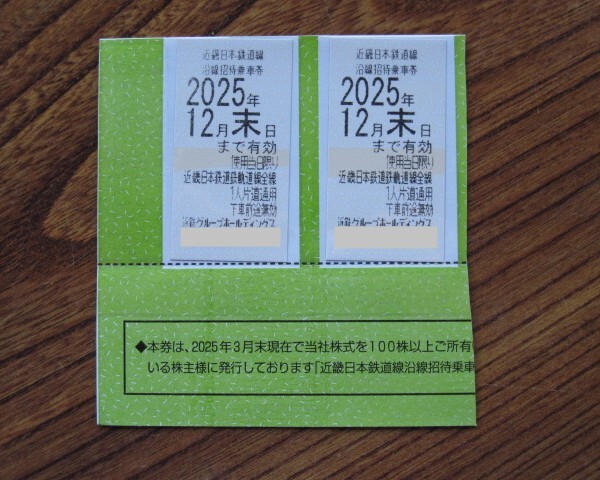 近畿日本鉄道線
沿線招待乗車券
2025年
12月末日
まで有効
(使用当日限り)
近畿日本鉄道鉄軌道線全線
1人片道通用
下車前途無効
近鉄グループホールディングス
近畿日本鉄道線
沿線招待乗車券
2025年
12月末日
まで有効
(使用当日限り)
近畿日本鉄道鉄軌道線全線
1人片道通用
下車前途無効
近鉄グループホールディングス
◆本券は、2025年3月末現在で当社株式を100株以上ご所有
いる株主様に発行しております「近畿日本鉄道線沿線招待乗車